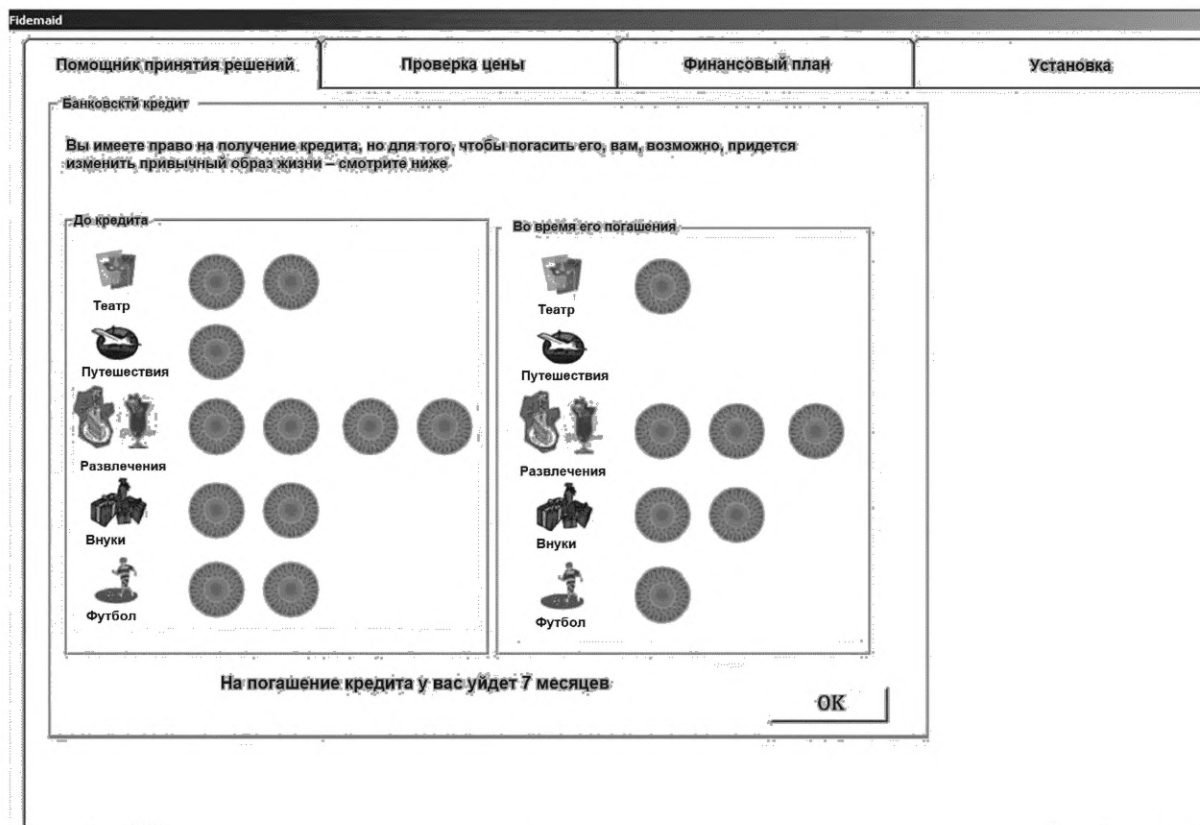 Fidemaid
Помощник принятия решений
Проверка цены
Финансовый план
Установка
Банковскти кредит
Вы имеете право на получение кредита, но для того, чтобы погасить его, вам, возможно, придется
изменить привычный образ жизни – смотрите ниже
До кредита
Театр
Путешествия
Развлечения
Внуки
Футбол
Во время его погашения
Театр
Путешествия
Развлечения
Внуки
Футбол
На погашение кредита у вас уйдет 7 месяцев
OK